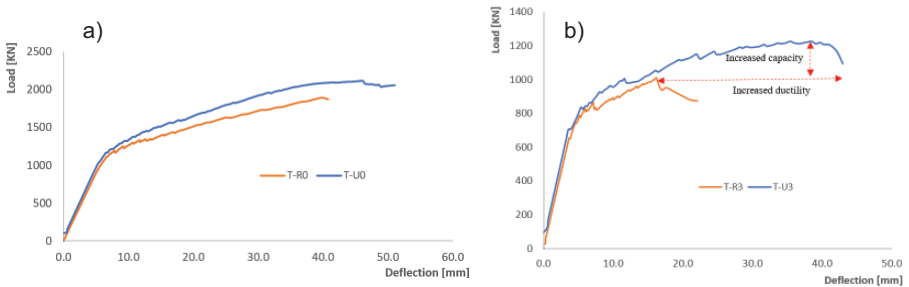 a)
Load [KN]
2500
2000
1500
1000
500
0
T-R0 T-U0
0.0 10.0 20.0 30.0 40.0 50.0 60.0
Deflection [mm]
b)
Load [KN]
1400
1200
1000
800
600
400
200
0
Increased capacity
Increased ductility
T-R3 T-U3
0.0 10.0 20.0 30.0 40.0 50.0
Deflection [mm]